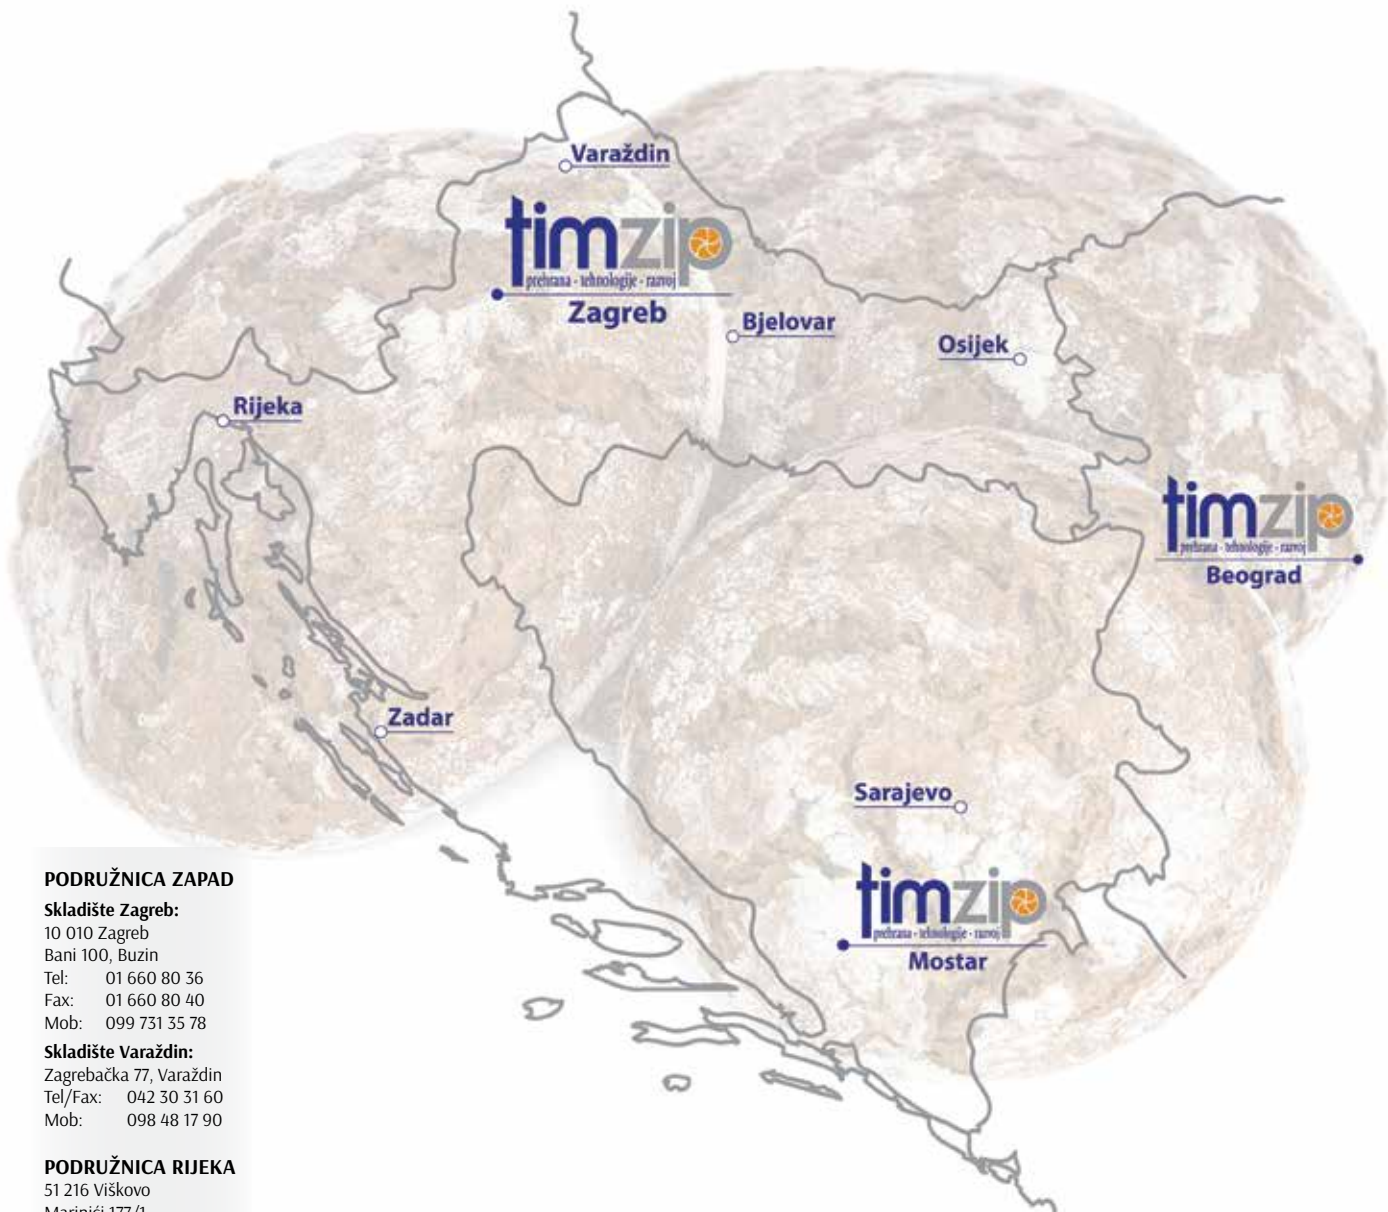 Varaždin
timzip
prehrana - tehnologije - razvoj
Zagreb
Bjelovar
Osijek
Rijeka
timzip
prehrana - tehnologije - razvoj
Beograd
Zadar
Sarajevo
timzip
prehrana - tehnologije - razvoj
Mostar
PODRUŽNICA ZAPAD
Skladište Zagreb:
10 010 Zagreb
Bani 100, Buzin
Tel: 01 660 80 36
Fax: 01 660 80 40
Mob: 099 731 35 78
Skladište Varaždin:
Zagrebačka 77, Varaždin
Tel/Fax: 042 30 31 60
Mob: 098 48 17 90
PODRUŽNICA RIJEKA
51 216 Viškovo
Marinići 177/1